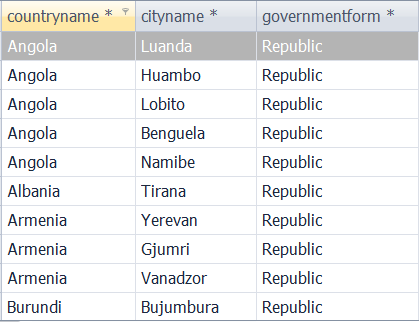 countryname * cityname * governmentform *
Angola Luanda Republic
Angola Huambo Republic
Angola Lobito Republic
Angola Benguela Republic
Angola Namibe Republic
Albania Tirana Republic
Armenia Yerevan Republic
Armenia Gjumri Republic
Armenia Vanadzor Republic
Burundi Bujumbura Republic